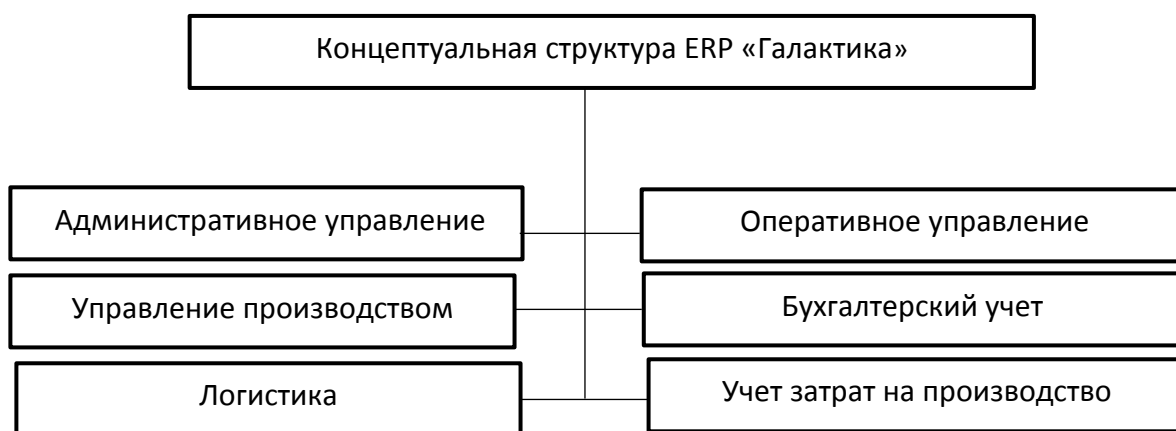 Концептуальная структура ERP «Галактика»
Административное управление
Оперативное управление
Управление производством
Бухгалтерский учет
Логистика
Учет затрат на производство